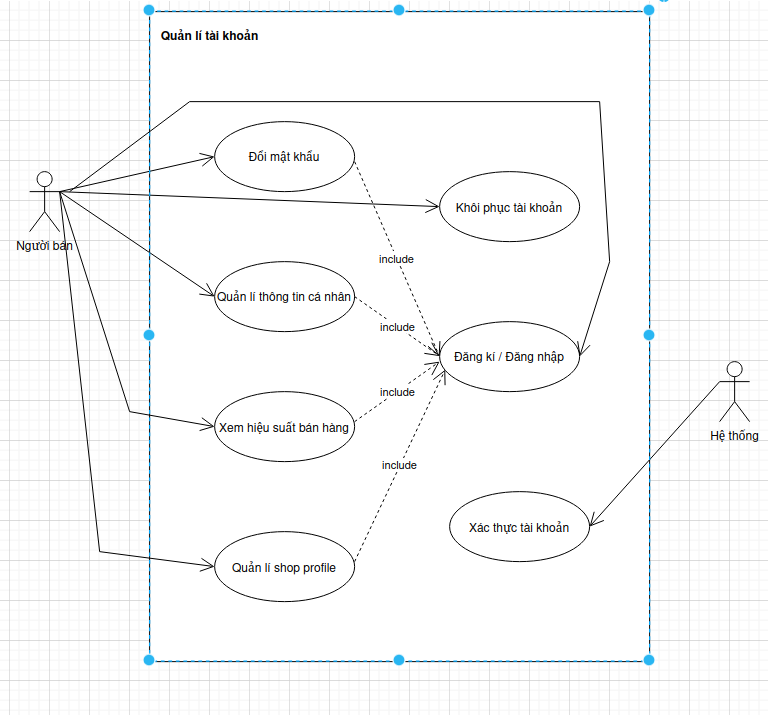 Quản lí tài khoản
Đổi mật khẩu
Khôi phục tài khoản
Người bán
include
Quản lí thông tin cá nhân
include
Đăng kí / Đăng nhập
include
Xem hiệu suất bán hàng
Hệ thống
include
Xác thực tài khoản
Quản lí shop profile